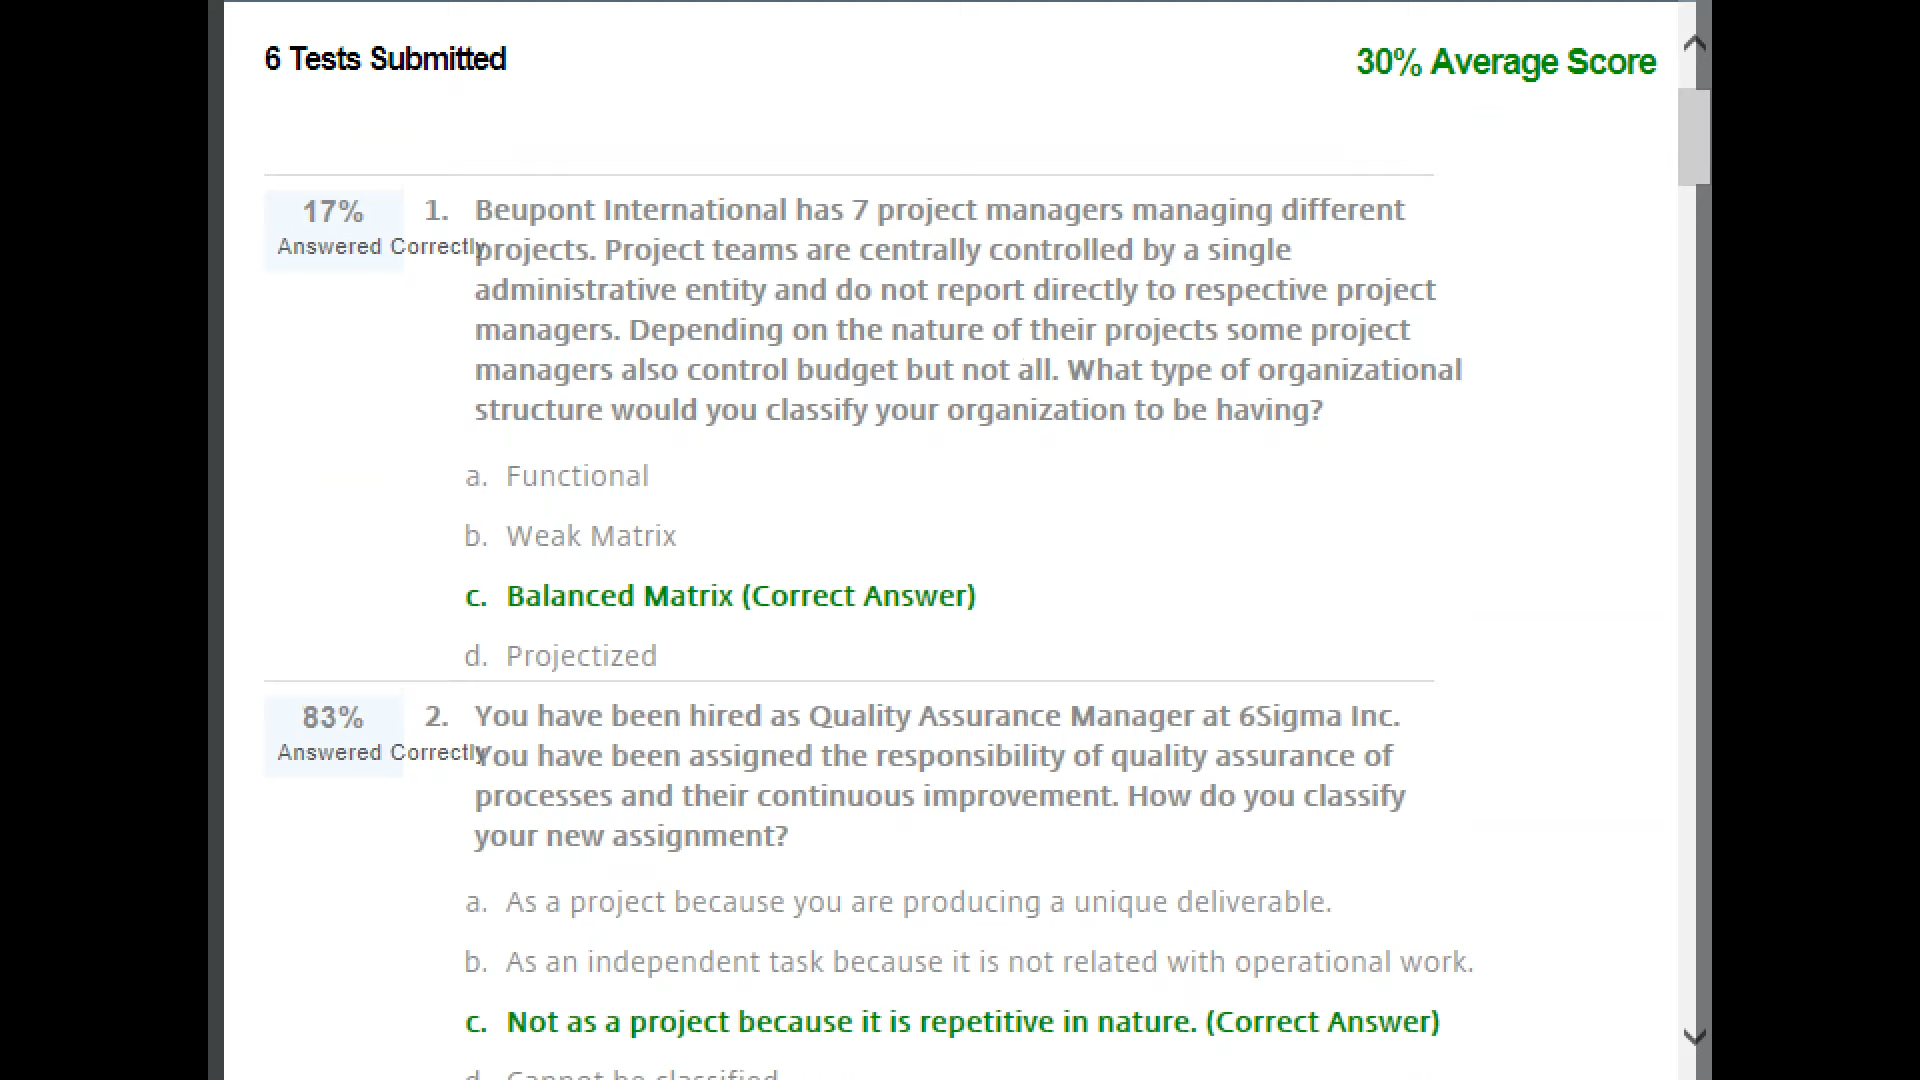 6 Tests Submitted
30% Average Score
17%
Answered Correctly
1. Beupont International has 7 project managers managing different
projects. Project teams are centrally controlled by a single
administrative entity and do not report directly to respective project
managers. Depending on the nature of their projects some project
managers also control budget but not all. What type of organizational
structure would you classify your organization to be having?
a. Functional
b. Weak Matrix
c. Balanced Matrix (Correct Answer)
d. Projectized
83%
Answered Correctly
2. You have been hired as Quality Assurance Manager at 6Sigma Inc.
You have been assigned the responsibility of quality assurance of
processes and their continuous improvement. How do you classify
your new assignment?
a. As a project because you are producing a unique deliverable.
b. As an independent task because it is not related with operational work.
c. Not as a project because it is repetitive in nature. (Correct Answer)
d. Cannot be classified